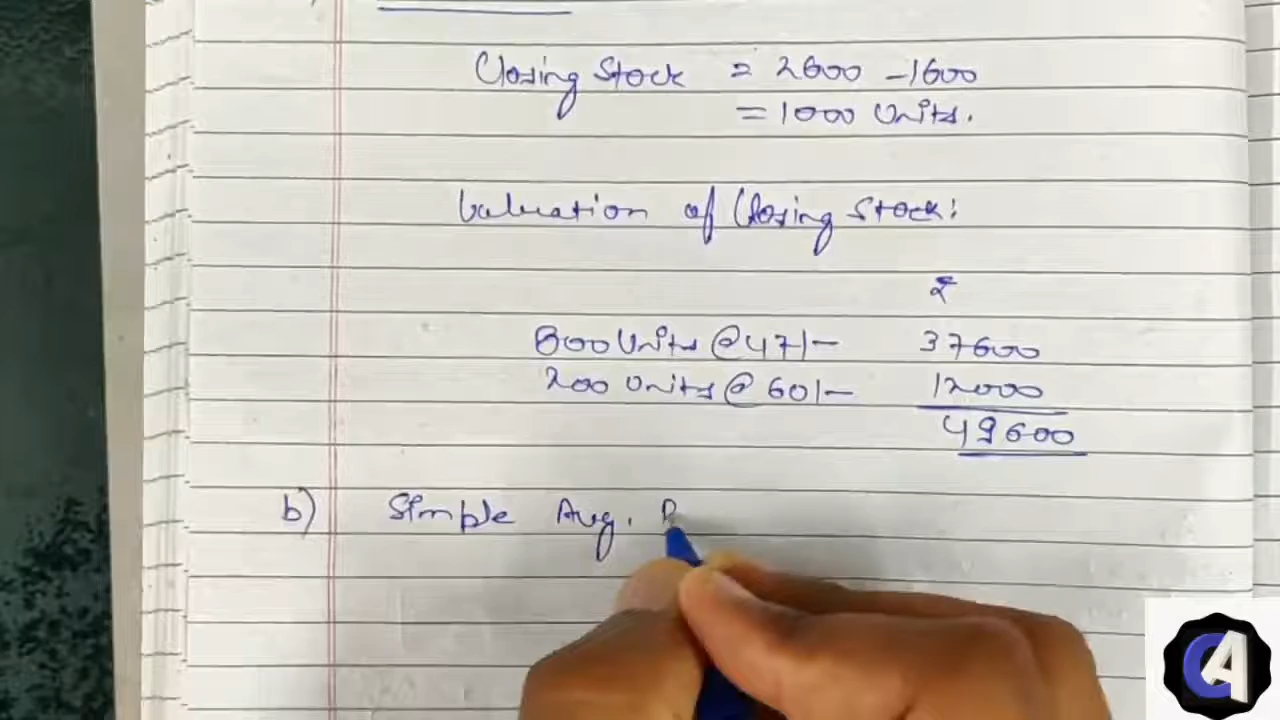 Closing Stock = 2600 - 1600
= 1000 Units.
Valuation of Closing Stock:
₹
800 Units @ 47/- 37600
200 Units @ 60/- 12000
49600
b) Simple Avg. P
CA